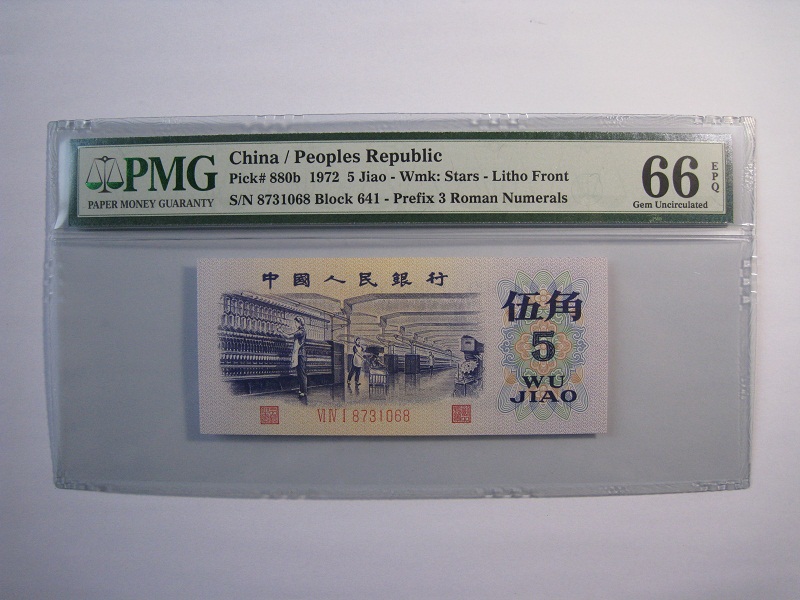 PMG
PAPER MONEY GUARANTY
China / Peoples Republic
Pick# 880b 1972 5 Jiao - Wmk: Stars - Litho Front
S/N 8731068 Block 641 - Prefix 3 Roman Numerals
66 EPQ
Gem Uncirculated
中國人民銀行
伍角
5
WU
JIAO
VI IV I 8731068